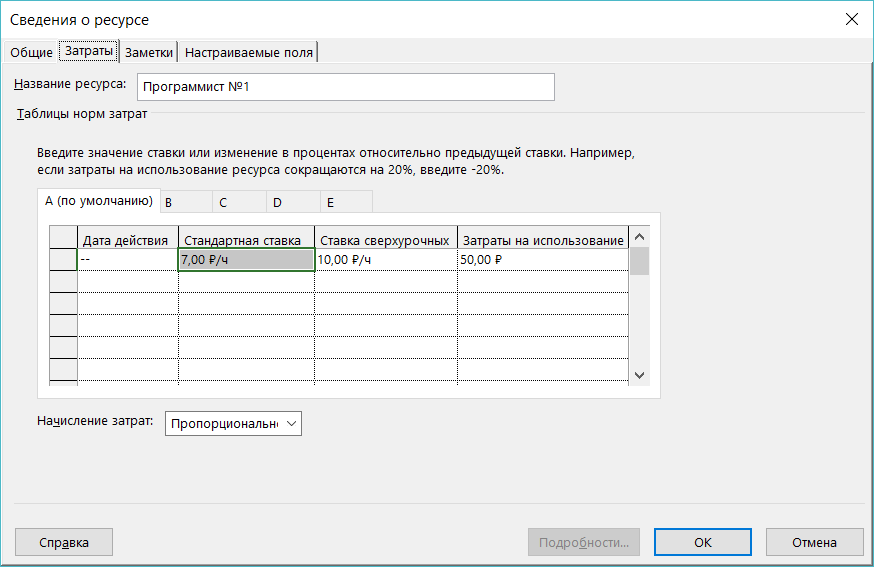 Сведения о ресурсе
Общие Затраты Заметки Настраиваемые поля
Название ресурса: Программист №1
Таблицы норм затрат
Введите значение ставки или изменение в процентах относительно предыдущей ставки. Например,
если затраты на использование ресурса сокращаются на 20%, введите -20%.
A (по умолчанию) B C D E
Дата действия Стандартная ставка Ставка сверхурочных Затраты на использование
-- 7,00 ₽/ч 10,00 ₽/ч 50,00 ₽
Начисление затрат: Пропорциональн
Справка Подробности... ОК Отмена